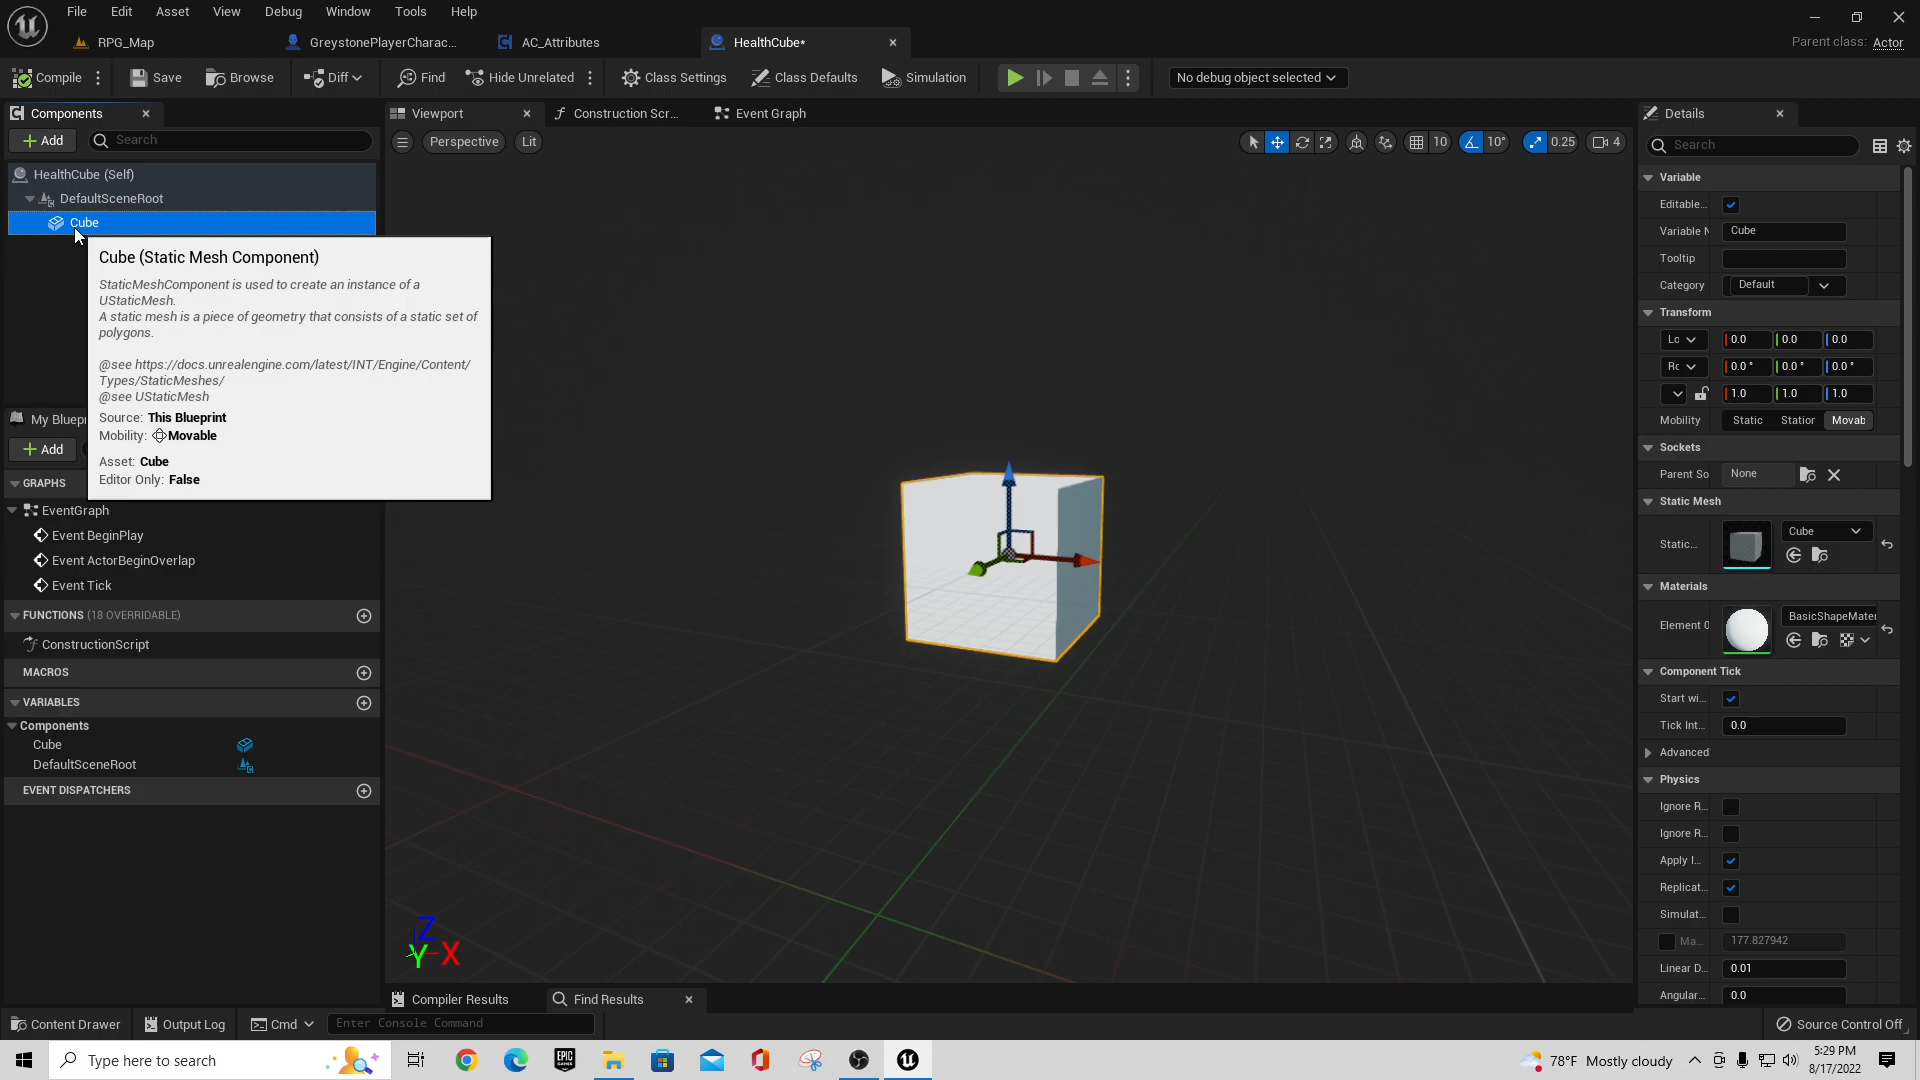 File Edit Asset View Debug Window Tools Help
RPG_Map GreystonePlayerCharac... AC_Attributes HealthCube* Parent class: Actor
Compile Save Browse Diff Find Hide Unrelated Class Settings Class Defaults Simulation No debug object selected
Components Viewport Construction Scr... Event Graph Details
Add Search Perspective Lit 10 10° 0.25 4 Search
HealthCube (Self)
DefaultSceneRoot
Cube
Cube (Static Mesh Component)
StaticMeshComponent is used to create an instance of a
UStaticMesh.
A static mesh is a piece of geometry that consists of a static set of
polygons.
@see https://docs.unrealengine.com/latest/INT/Engine/Content/
Types/StaticMeshes/
@see UStaticMesh
Source: This Blueprint
Mobility: Movable
Asset: Cube
Editor Only: False
My Bluepr
Add
GRAPHS
EventGraph
Event BeginPlay
Event ActorBeginOverlap
Event Tick
FUNCTIONS (18 OVERRIDABLE)
ConstructionScript
MACROS
VARIABLES
Components
Cube
DefaultSceneRoot
EVENT DISPATCHERS
Z
Y X
Variable
Editable...
Variable N Cube
Tooltip
Category Default
Transform
Lc 0.0 0.0 0.0
Rc 0.0° 0.0° 0.0°
1.0 1.0 1.0
Mobility Static Station Movab
Sockets
Parent So None
Static Mesh
Static... Cube
Materials
Element 0 BasicShapeMater
Component Tick
Start wi...
Tick Int... 0.0
Advanced
Physics
Ignore R...
Ignore R...
Apply I...
Replicat...
Simulat...
Ma... 177.827942
Linear D... 0.01
Angular... 0.0
Compiler Results Find Results
Content Drawer Output Log Cmd Enter Console Command Source Control Off
Type here to search EPIC GAMES 78°F Mostly cloudy 5:29 PM
8/17/2022